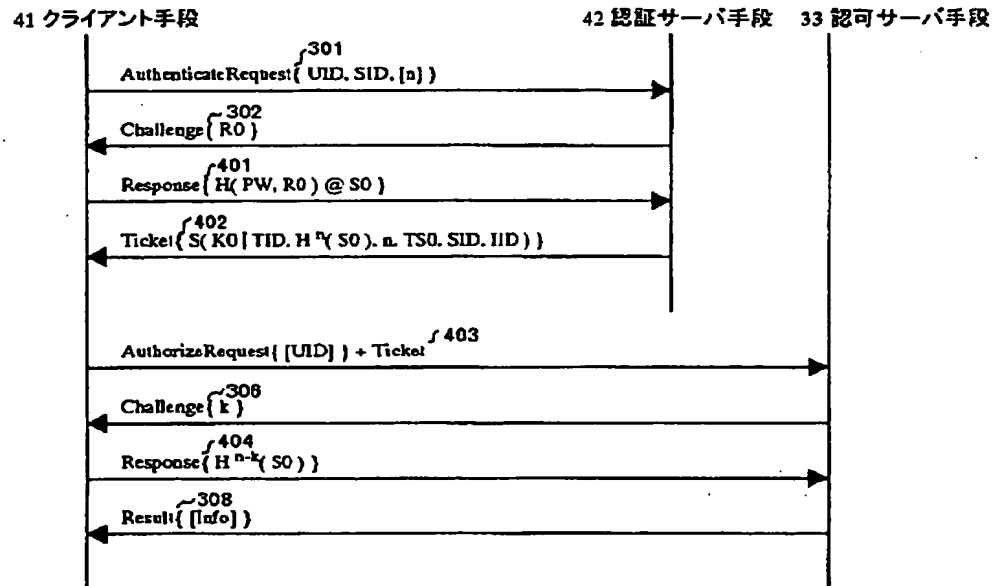 41 クライアント手段 42 認証サーバ手段 33 認可サーバ手段
301
AuthenticateRequest{ UID, SID, [n] }
302
Challenge{ R0 }
401
Response{ H( PW, R0 ) @ S0 }
402
Ticket{ S( K0 [ TID, H n( S0 ), n, TS0, SID, IID ) }
403
AuthorizeRequest{ [UID] } + Ticket
306
Challenge{ k }
404
Response{ H n-k( S0 ) }
308
Result{ [Info] }